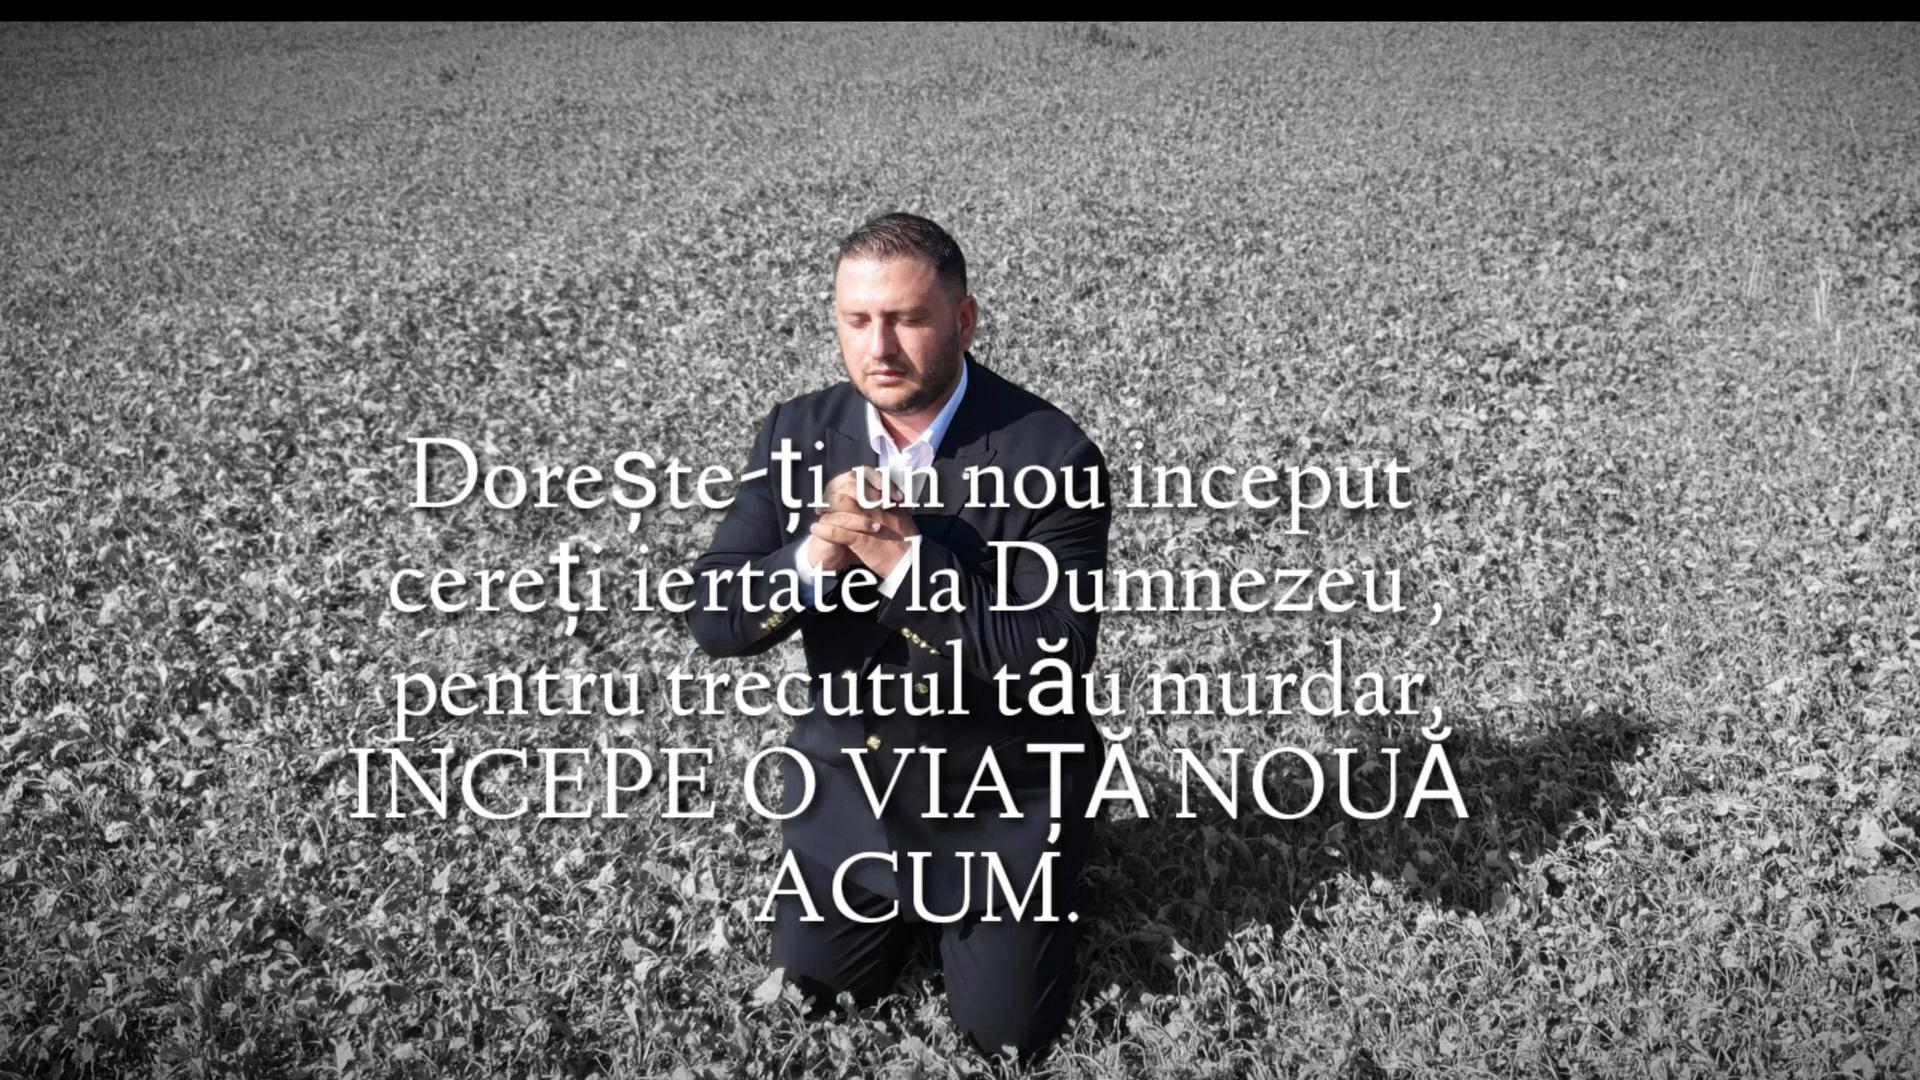 Dorește-ți un nou inceput
cereți iertate la Dumnezeu ,
pentru trecutul tău murdar,
INCEPE O VIAȚĂ NOUĂ
ACUM.